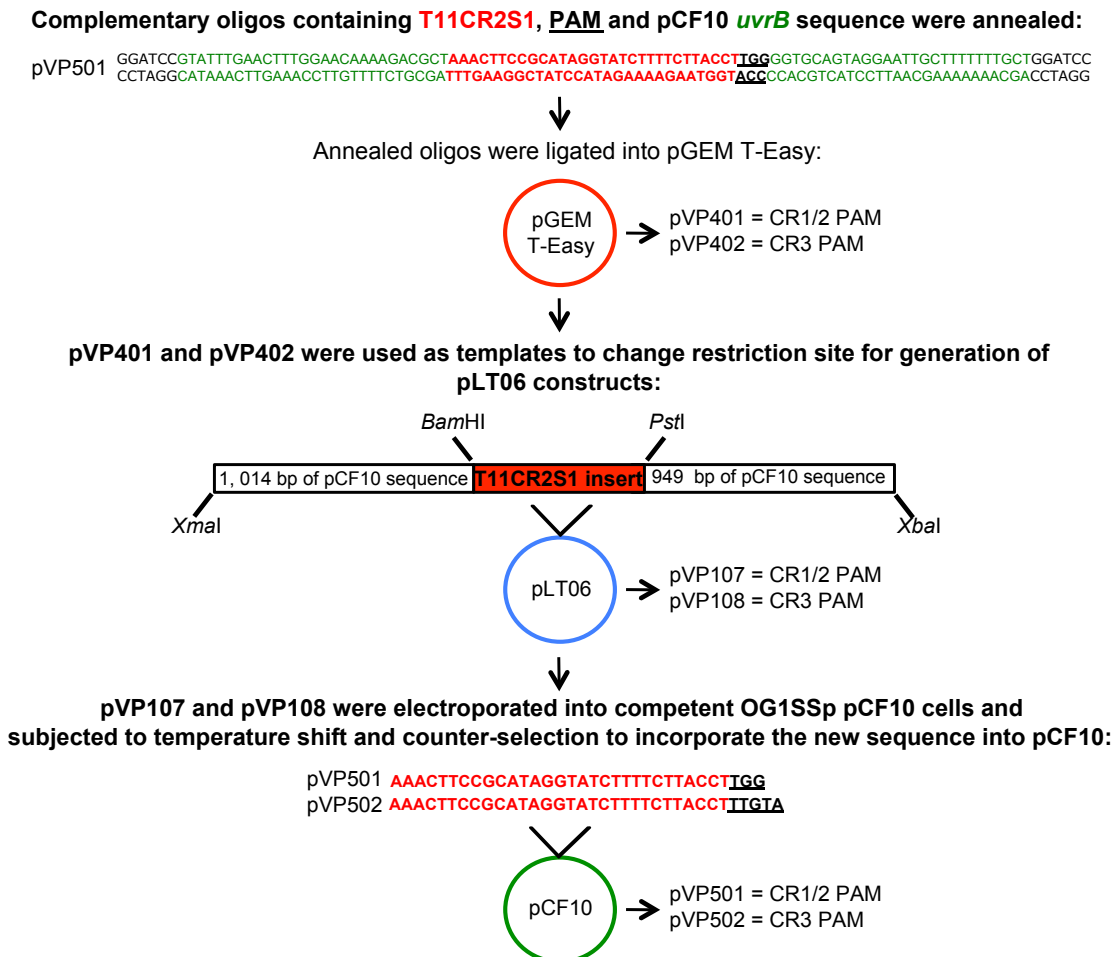 Complementary oligos containing T11CR2S1, PAM and pCF10 uvrB sequence were annealed:
pVP501
GGATCCGTATTTGAACTTTGGAACAAAAGACGCTAAACTTCCGCATAGGTATCTTTTCTTACCTTGGGGTGCAGTAGGAATTGCTTTTTTTGCTGGATCC
CCTAGGCATAAACTTGAAACCTTGTTTTCTGCGATTTGAAGGCTATCCATAGAAAAGAATGGTACCCCACGTCATCCTTAACGAAAAAAACGACCTAGG
Annealed oligos were ligated into pGEM T-Easy:
pGEM
T-Easy
pVP401 = CR1/2 PAM
pVP402 = CR3 PAM
pVP401 and pVP402 were used as templates to change restriction site for generation of
pLT06 constructs:
BamHI PstI
1, 014 bp of pCF10 sequence T11CR2S1 insert 949 bp of pCF10 sequence
XmaI XbaI
pLT06
pVP107 = CR1/2 PAM
pVP108 = CR3 PAM
pVP107 and pVP108 were electroporated into competent OG1SSp pCF10 cells and
subjected to temperature shift and counter-selection to incorporate the new sequence into pCF10:
pVP501 AAACTTCCGCATAGGTATCTTTTCTTACCTTGG
pVP502 AAACTTCCGCATAGGTATCTTTTCTTACCTTTGTA
pCF10
pVP501 = CR1/2 PAM
pVP502 = CR3 PAM